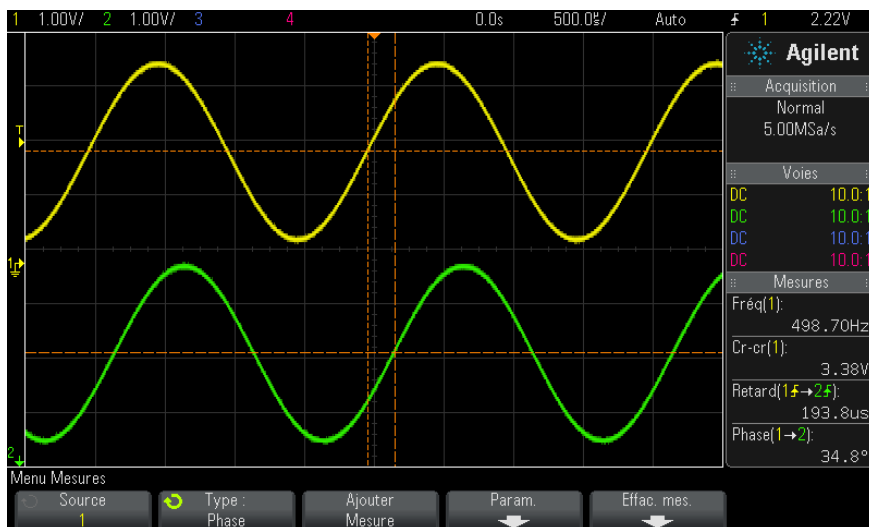 1 1.00V/ 2 1.00V/ 3 4 0.0s 500.0㎲/ Auto 1 2.22V
Agilent
T
1
2
Acquisition
Normal
5.00MSa/s
Voies
DC 10.0:1
DC 10.0:1
DC 10.0:1
DC 10.0:1
Mesures
Fréq(1):
498.70Hz
Cr-cr(1):
3.38V
Retard(1→2):
193.8us
Phase(1→2):
34.8°
Menu Mesures
Source
1
Type :
Phase
Ajouter
Mesure
Param.
Effac. mes.